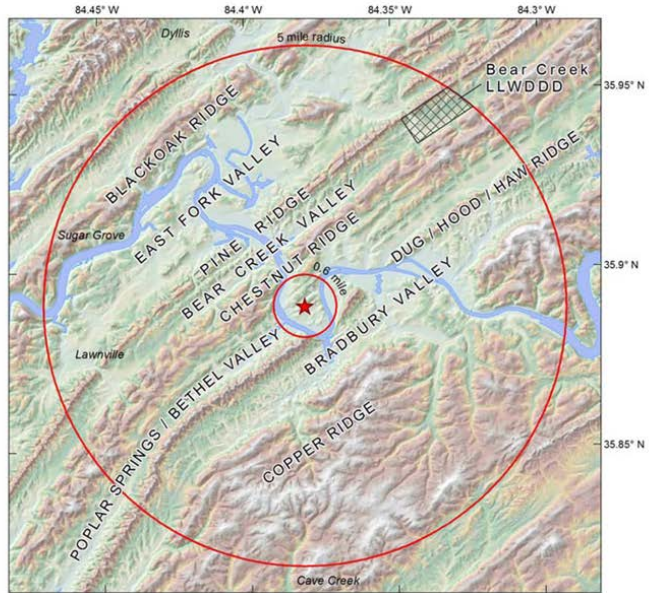 84.45°
84.4°
84.35°
84.3°
Dyllis
5 mile radius
Bear Creek
LLWDDD
35.95° N
BLACKOAK RIDGE
EAST FORK VALLEY
DUG / HOOD / HAW RIDGE
PINE RIDGE
BEAR CREEK VALLEY
CHESTNUT RIDGE
Sugar Grove
35.9° N
0.6 mile
BRADBURY VALLEY
Lawnville
POPLAR SPRINGS / BETHEL VALLEY
COPPER RIDGE
35.85° N
Cave Creek